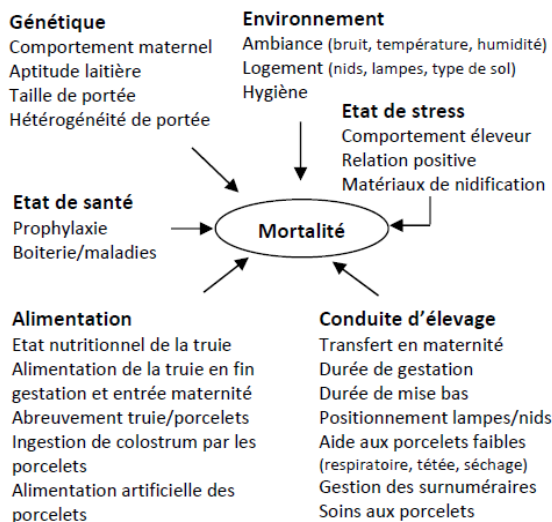 Génétique
Comportement maternel
Aptitude laitière
Taille de portée
Hétérogénéité de portée
Environnement
Ambiance (bruit, température, humidité)
Logement (nids, lampes, type de sol)
Hygiène
Etat de stress
Comportement éleveur
Relation positive
Matériaux de nidification
Etat de santé
Prophylaxie
Boiterie/maladies
Mortalité
Alimentation
Etat nutritionnel de la truie
Alimentation de la truie en fin
gestation et entrée maternité
Abreuvement truie/porcelets
Ingestion de colostrum par les
porcelets
Alimentation artificielle des
porcelets
Conduite d’élevage
Transfert en maternité
Durée de gestation
Durée de mise bas
Positionnement lampes/nids
Aide aux porcelets faibles
(respiratoire, tétée, séchage)
Gestion des surnuméraires
Soins aux porcelets